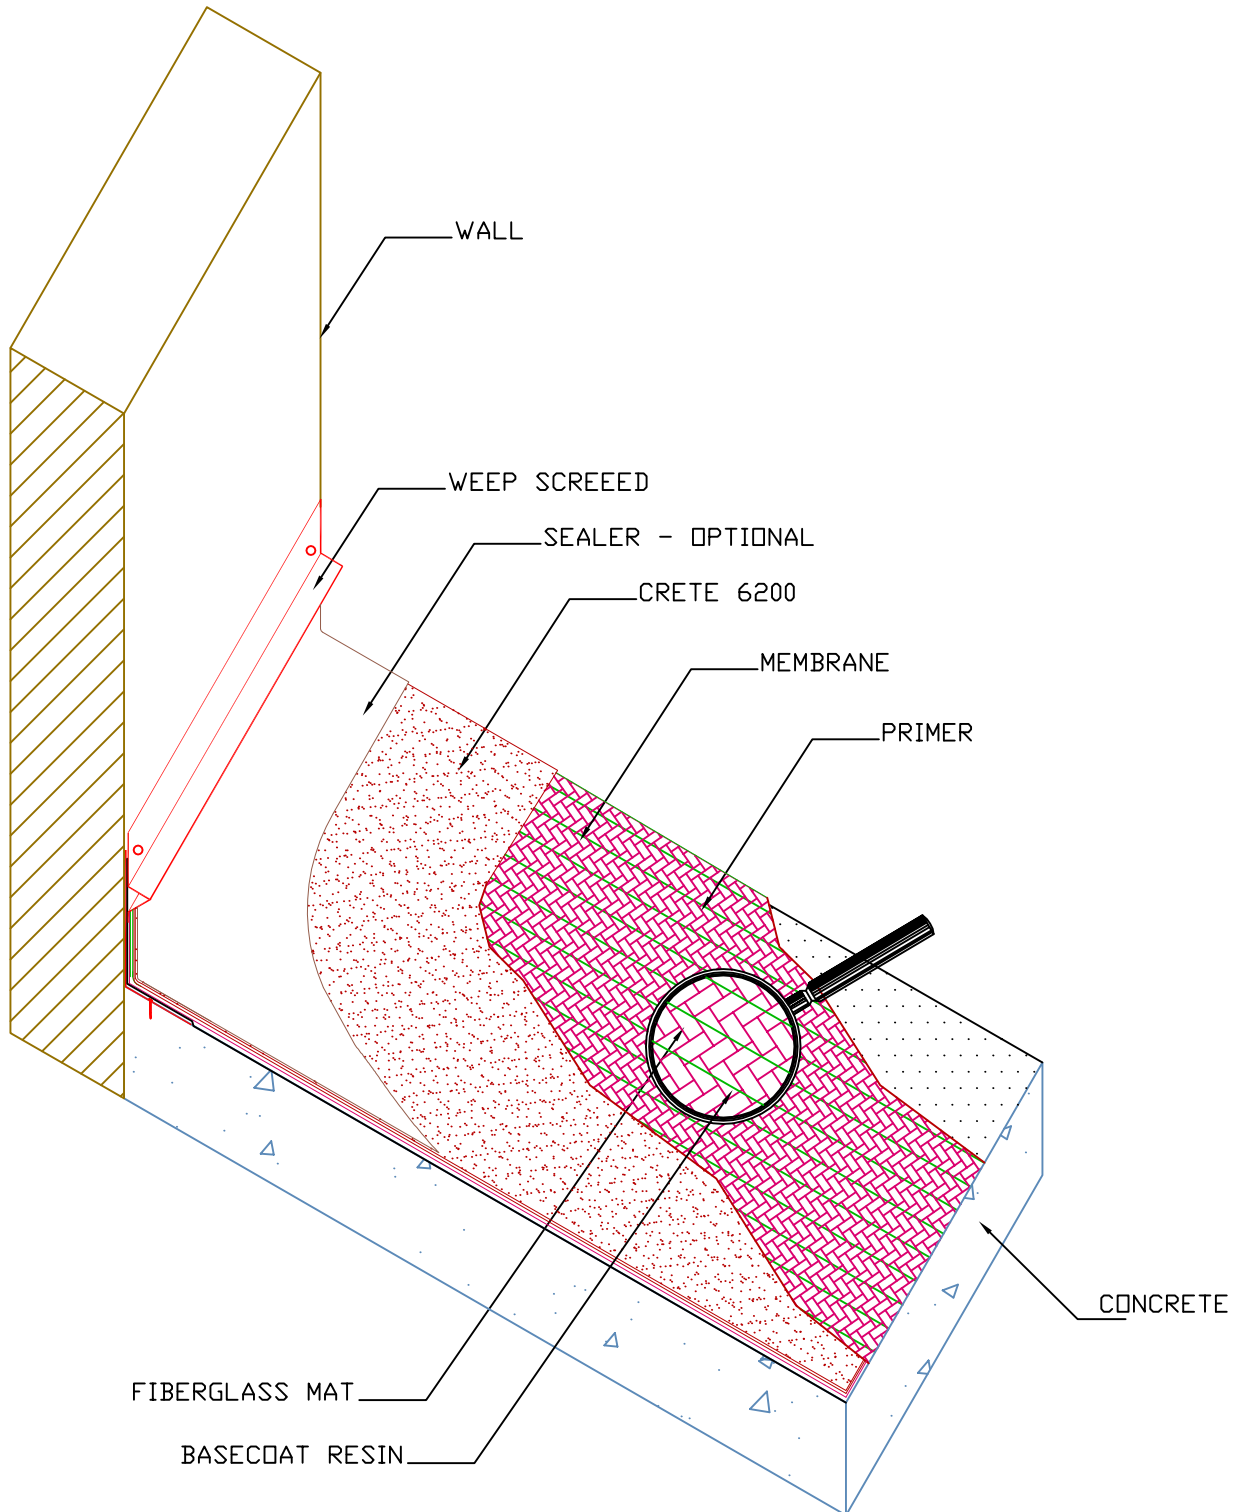 WALL
WEEP SCREEED
SEALER - OPTIONAL
CRETE 6200
MEMBRANE
PRIMER
CONCRETE
FIBERGLASS MAT
BASECOAT RESIN